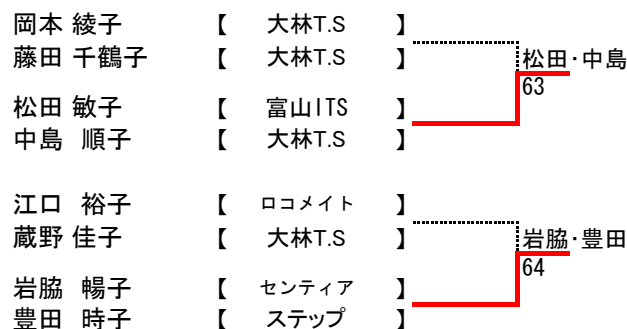 岡本 綾子 【 大林T.S 】
藤田 千鶴子 【 大林T.S 】
松田・中島
63
松田 敏子 【 富山ITS 】
中島 順子 【 大林T.S 】
江口 裕子 【 ロコメイト 】
蔵野 佳子 【 大林T.S 】
岩脇・豊田
64
岩脇 暢子 【 センティア 】
豊田 時子 【 ステップ 】